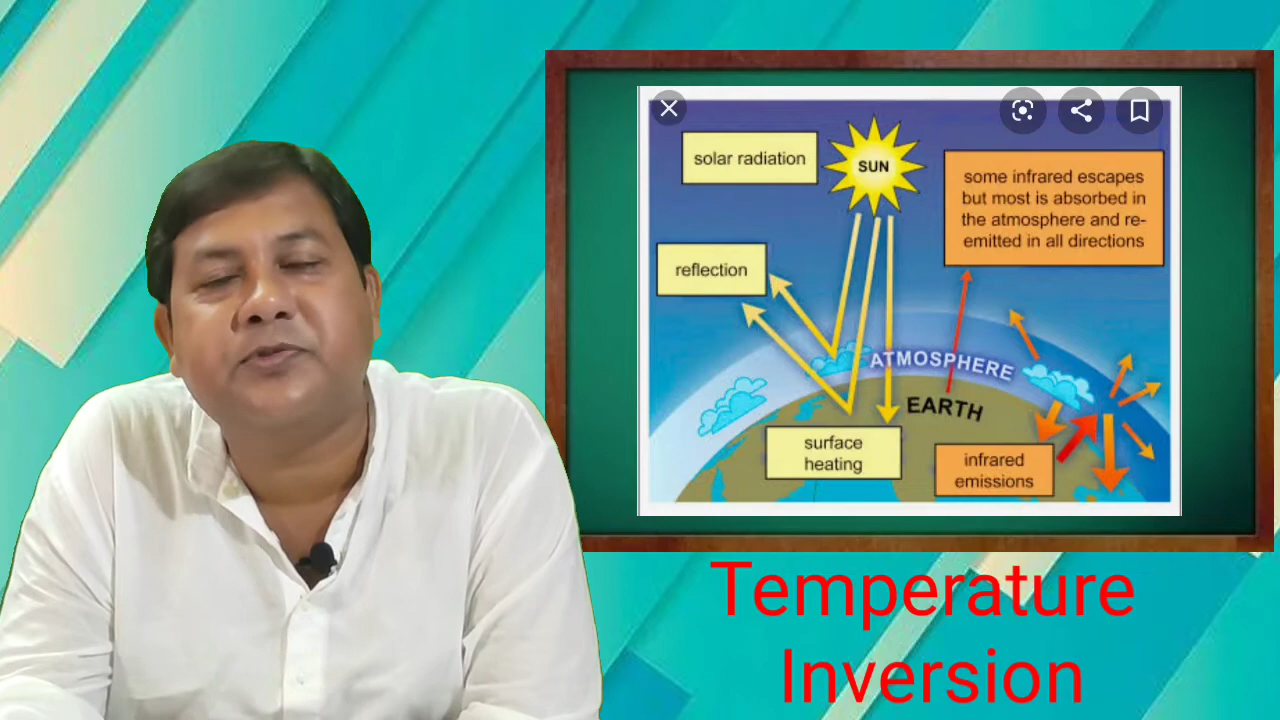 solar radiation
SUN
some infrared escapes
but most is absorbed in
the atmosphere and re-
emitted in all directions
reflection
ATMOSPHERE
EARTH
surface
heating
infrared
emissions
Temperature
Inversion